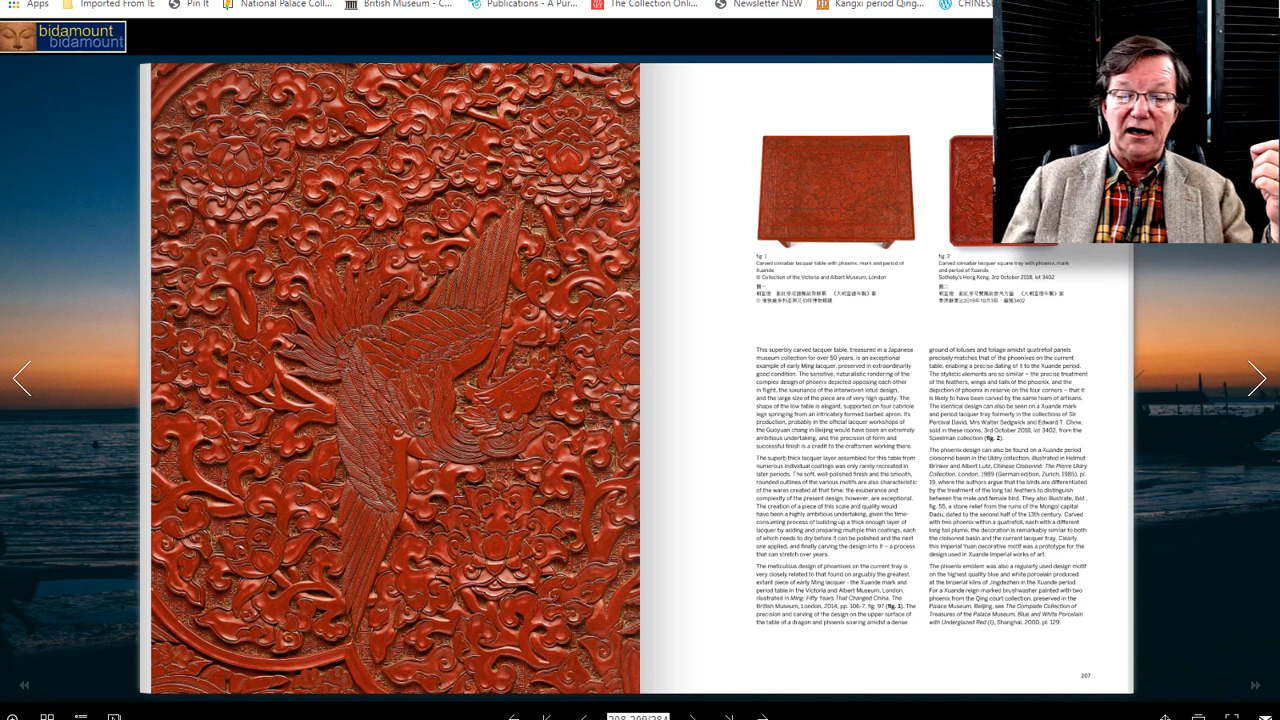 Apps
Imported From IE
Pin It
National Palace Coll...
British Museum - C...
Publications - A Pur...
The Collection Onli...
Newsletter NEW
Kangxi period Qing...
CHINES
bidamount
bidamount
fig. 1
Carved cinnabar lacquer table with phoenix, mark and period of
Xuande
© Collection of the Victoria and Albert Museum, London
圖一
fig. 2
Carved cinnabar lacquer square tray with phoenix, mark
and period of Xuande
Sotheby's Hong Kong, 3rd October 2018, lot 3402
圖二
This superbly carved lacquer table, treasured in a Japanese
museum collection for over 50 years, is an exceptional
example of early Ming lacquer, preserved in extraordinarily
good condition. The sensitive, naturalistic rendering of the
complex design of phoenix depicted opposing each other
in flight, the luxuriance of the interwoven lotus design,
and the large size of the piece are of very high quality. The
shape of the low table is elegant, supported on four cabriole
legs springing from an intricately formed barbed apron. Its
production, probably in the official lacquer workshops of
the Guoyuan chang in Beijing would have been an extremely
ambitious undertaking, and the precision of form and
successful finish is a credit to the craftsmen working there.
The superb thick lacquer layer assembled for this table from
numerous individual coatings was only rarely recreated in
later periods. The soft, well-polished finish and the smooth,
rounded outlines of the various motifs are also characteristic
of the wares created at that time; the exuberance and
complexity of the present design, however, are exceptional.
The creation of a piece of this scale and quality would
have been a highly ambitious undertaking, given the time-
consuming process of building up a thick enough layer of
lacquer by adding and preparing multiple thin coatings, each
of which needs to dry before it can be polished and the next
one applied, and finally carving the design into it – a process
that can stretch over years.
The meticulous design of phoenixes on the current tray is
very closely related to that found on arguably the greatest
extant piece of early Ming lacquer - the Xuande mark and
period table in the Victoria and Albert Museum, London,
illustrated in Ming: Fifty Years That Changed China, The
British Museum, London, 2014, pp. 106-7, fig. 97 (fig. 1). The
precision and carving of the design on the upper surface of
the table of a dragon and phoenix soaring amidst a dense
ground of lotuses and foliage amidst quatrefoil panels
precisely matches that of the phoenixes on the current
table, enabling a precise dating of it to the Xuande period.
The stylistic elements are so similar – the precise treatment
of the feathers, wings and tails of the phoenix, and the
depiction of phoenix in reserve on the four corners – that it
is likely to have been carved by the same team of artisans.
The identical design can also be seen on a Xuande mark
and period lacquer tray formerly in the collections of Sir
Percival David, Mrs Walter Sedgwick and Edward T. Chow,
sold in these rooms, 3rd October 2018, lot 3402, from the
Speelman collection (fig. 2).
The phoenix design can also be found on a Xuande period
cloisonné basin in the Uldry collection, illustrated in Helmut
Brinker and Albert Lutz, Chinese Cloisonné: The Pierre Uldry
Collection, London, 1989 (German edition, Zurich, 1985), pl.
19, where the authors argue that the birds are differentiated
by the treatment of the long tail feathers to distinguish
between the male and female bird. They also illustrate, ibid.,
fig. 55, a stone relief from the ruins of the Mongol capital
Dadu, dated to the second half of the 13th century. Carved
with two phoenix within a quatrefoil, each with a different
long tail plume, the decoration is remarkably similar to both
the cloisonné basin and the current lacquer tray. Clearly
this Imperial Yuan decorative motif was a prototype for the
design used in Xuande Imperial works of art.
The phoenix emblem was also a regularly used design motif
on the highest quality blue and white porcelain produced
at the Imperial kilns of Jingdezhen in the Xuande period.
For a Xuande reign-marked brushwasher painted with two
phoenix from the Qing court collection, preserved in the
Palace Museum, Beijing, see The Complete Collection of
Treasures of the Palace Museum. Blue and White Porcelain
with Underglazed Red (I), Shanghai, 2000, pl. 129.
207
208-209/284